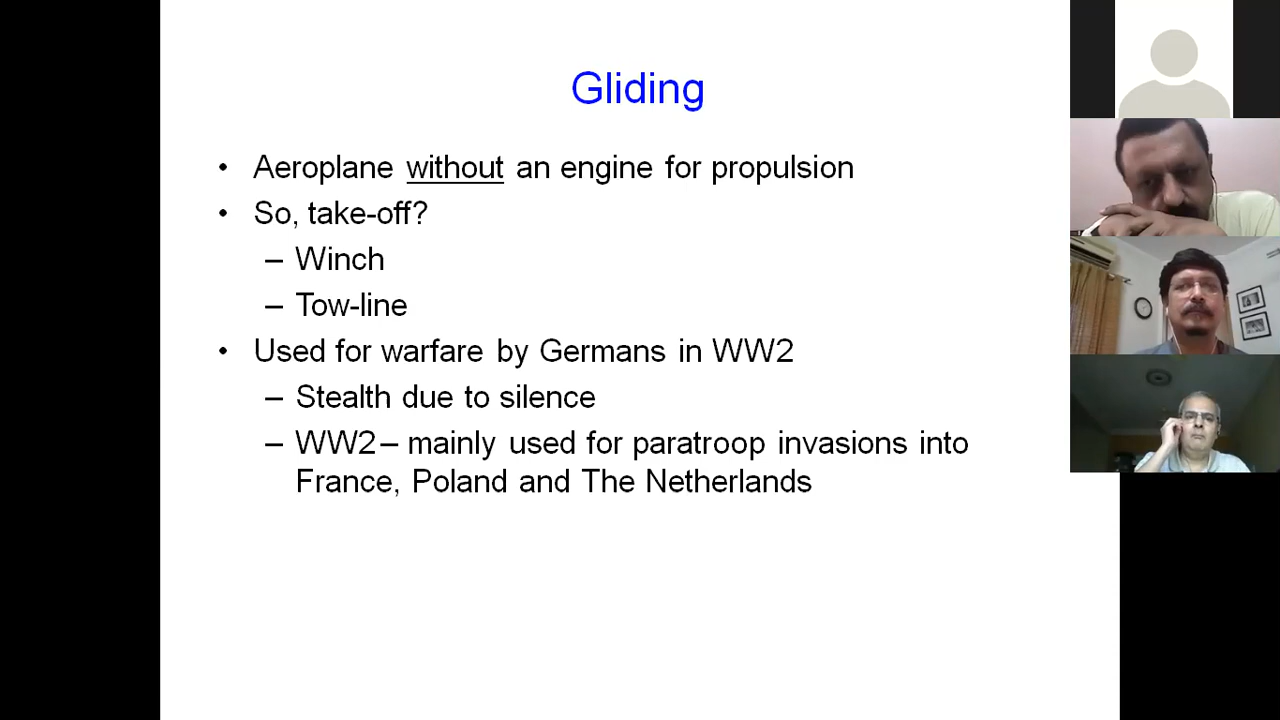 Gliding
• Aeroplane without an engine for propulsion
• So, take-off?
– Winch
– Tow-line
• Used for warfare by Germans in WW2
– Stealth due to silence
– WW2 – mainly used for paratroop invasions into
France, Poland and The Netherlands